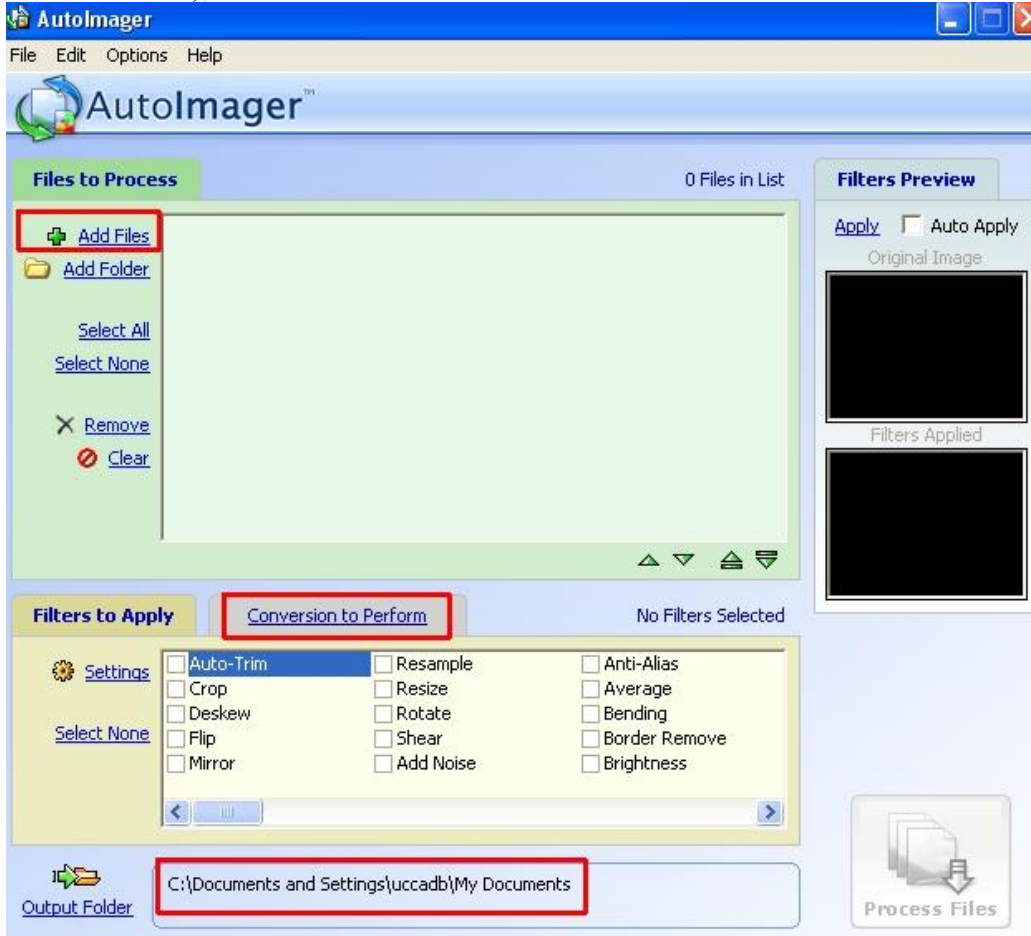 AutoImager
File Edit Options Help
AutoImager™
Files to Process
0 Files in List
Add Files
Add Folder
Select All
Select None
Remove
Clear
Filters Preview
Apply Auto Apply
Original Image
Filters Applied
Filters to Apply
Conversion to Perform
No Filters Selected
Settings
Select None
Auto-Trim Resample Anti-Alias
Crop Resize Average
Deskew Rotate Bending
Flip Shear Border Remove
Mirror Add Noise Brightness
Output Folder
C:\Documents and Settings\uccadb\My Documents
Process Files